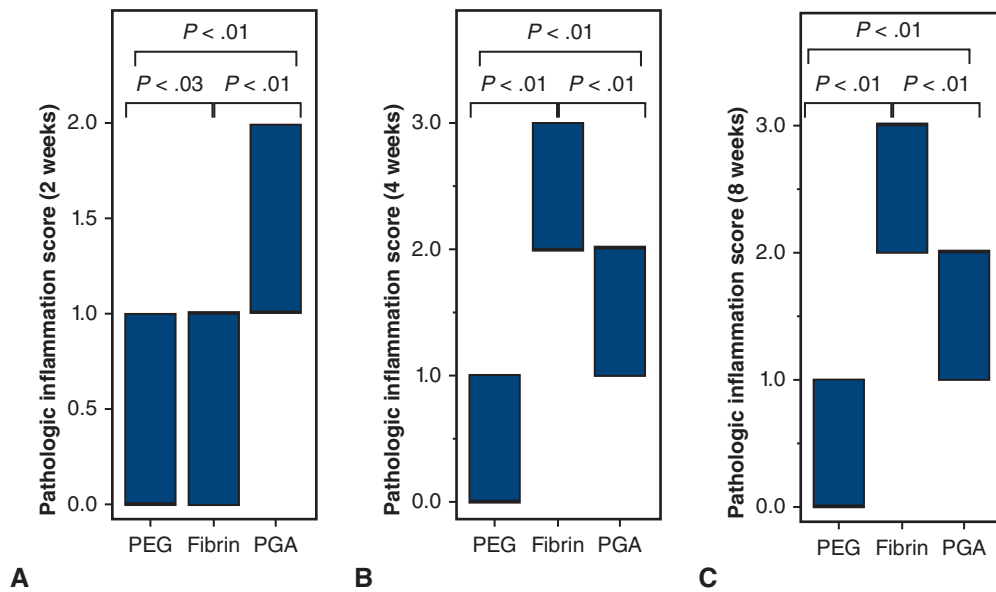 P < .01
P < .03
P < .01
Pathologic inflammation score (2 weeks)
2.0
1.5
1.0
0.5
0.0
PEG Fibrin PGA
A
P < .01
P < .01
P < .01
Pathologic inflammation score (4 weeks)
3.0
2.0
1.0
0.0
PEG Fibrin PGA
B
P < .01
P < .01
P < .01
Pathologic inflammation score (8 weeks)
3.0
2.0
1.0
0.0
PEG Fibrin PGA
C